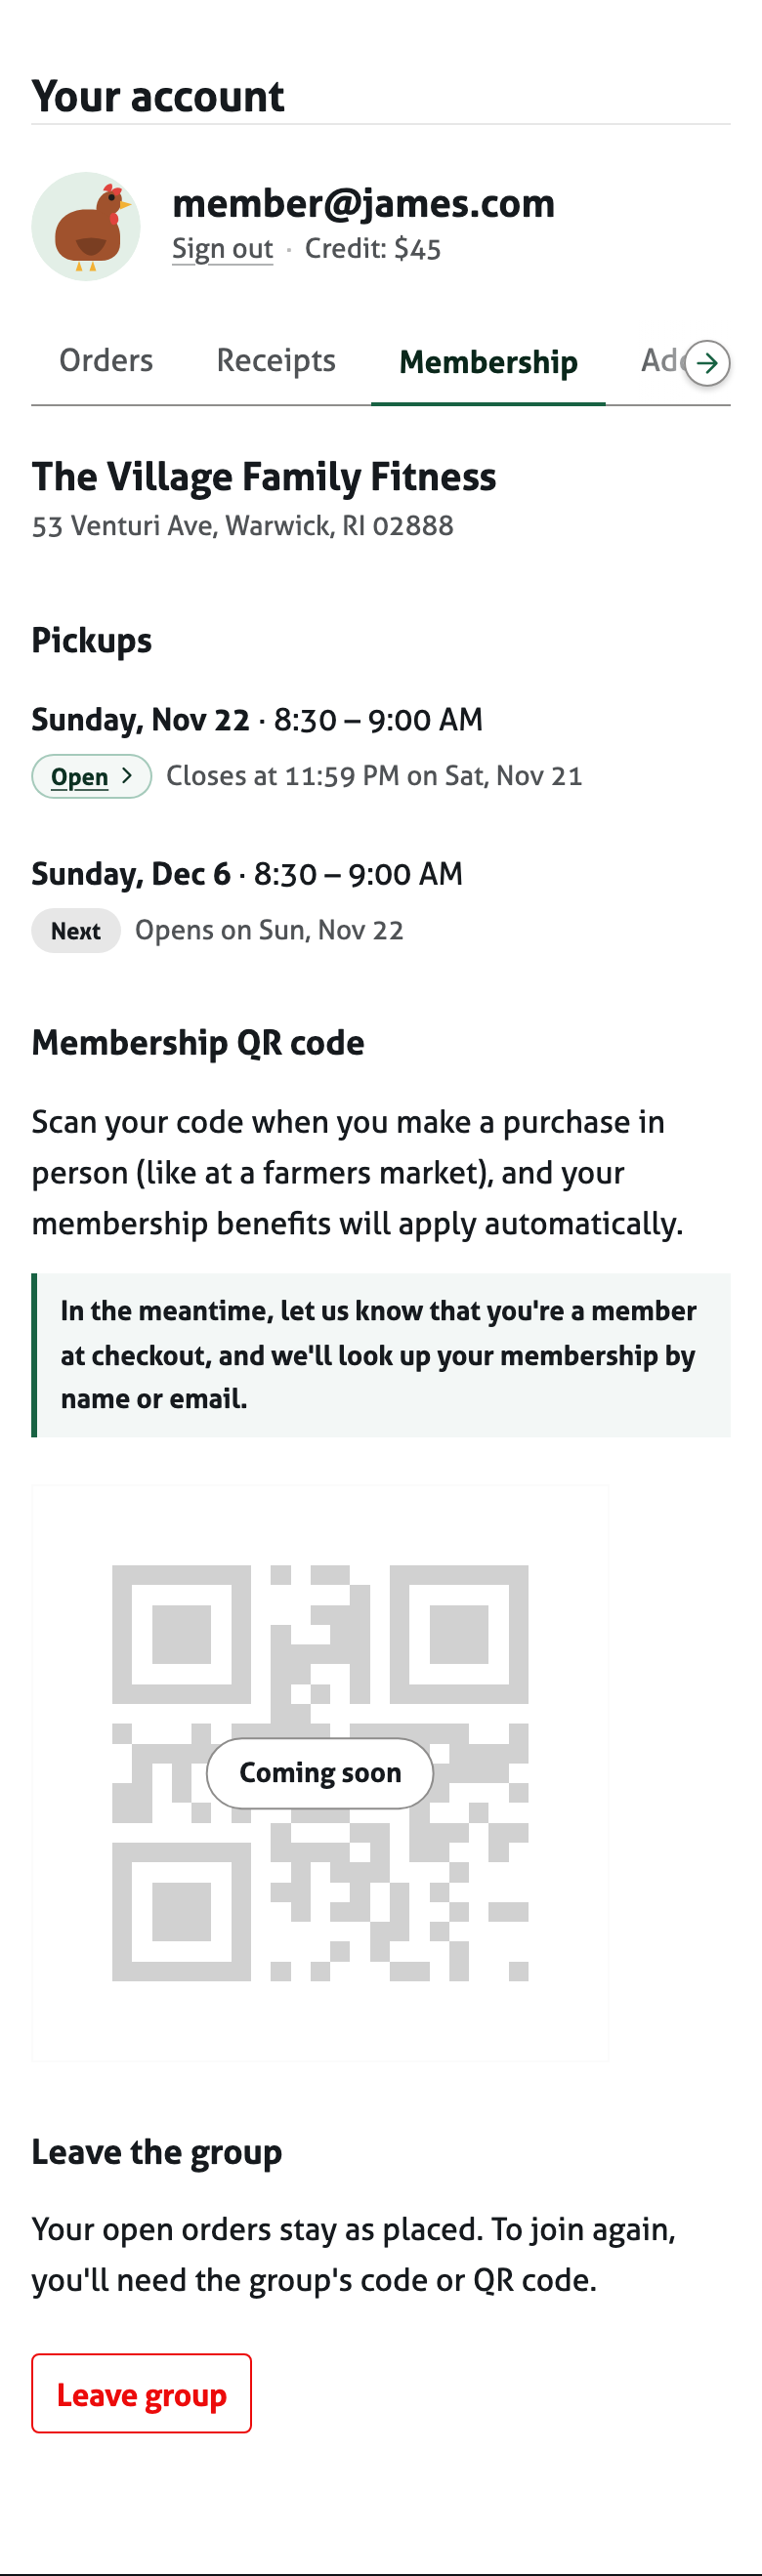 Your account
member@james.com
Sign out · Credit: $45
Orders Receipts Membership
The Village Family Fitness
53 Venturi Ave, Warwick, RI 02888
Pickups
Sunday, Nov 22 · 8:30 – 9:00 AM
Open Closes at 11:59 PM on Sat, Nov 21
Sunday, Dec 6 · 8:30 – 9:00 AM
Next Opens on Sun, Nov 22
Membership QR code
Scan your code when you make a purchase in
person (like at a farmers market), and your
membership benefits will apply automatically.
In the meantime, let us know that you're a member
at checkout, and we'll look up your membership by
name or email.
Coming soon
Leave the group
Your open orders stay as placed. To join again,
you'll need the group's code or QR code.
Leave group